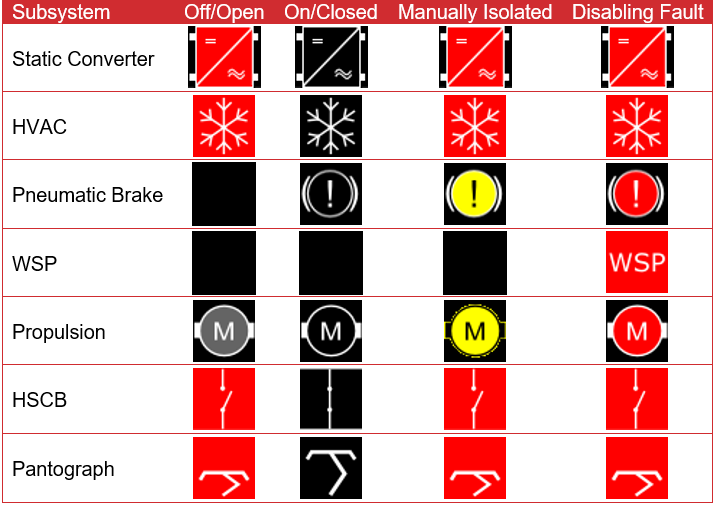 Subsystem Off/Open On/Closed Manually Isolated Disabling Fault
Static Converter
HVAC
Pneumatic Brake ! ! !
WSP WSP
Propulsion M M M M
HSCB
Pantograph